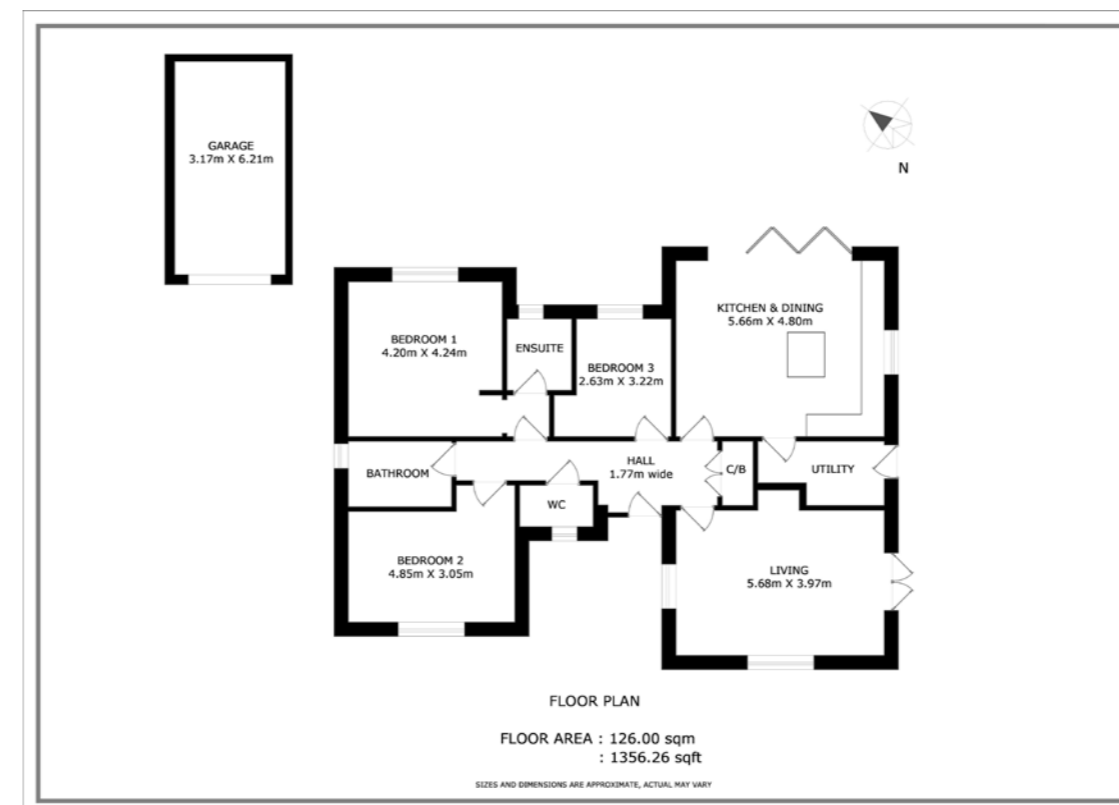 GARAGE
3.17m X 6.21m
N
KITCHEN & DINING
5.66m X 4.80m
BEDROOM 1
4.20m X 4.24m
ENSUITE
BEDROOM 3
2.63m X 3.22m
HALL
1.77m wide
C/B
UTILITY
BATHROOM
WC
BEDROOM 2
4.85m X 3.05m
LIVING
5.68m X 3.97m
FLOOR PLAN
FLOOR AREA : 126.00 sqm
: 1356.26 sqft
SIZES AND DIMENSIONS ARE APPROXIMATE, ACTUAL MAY VARY